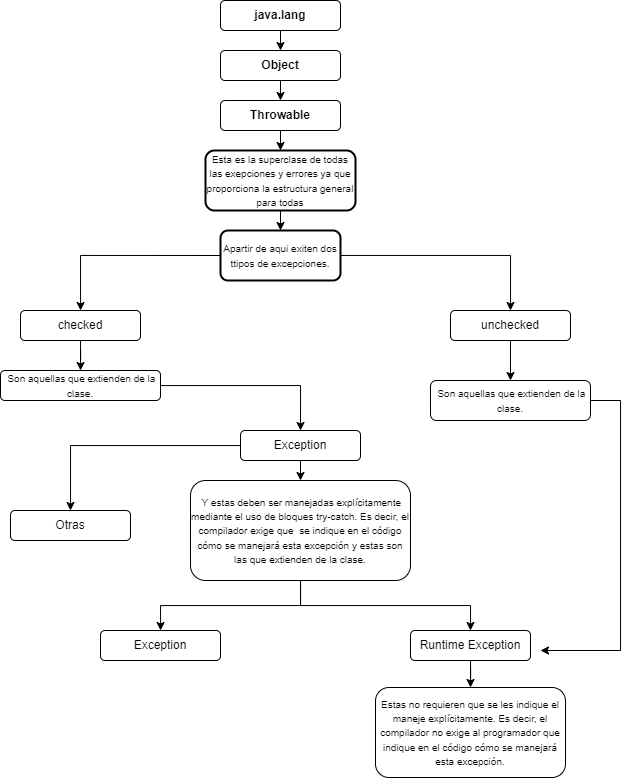 java.lang
Object
Throwable
Esta es la superclase de todas
las exepciones y errores ya que
proporciona la estructura general
para todas
Apartir de aqui exiten dos
ttipos de excepciones.
checked
unchecked
Son aquellas que extienden de la
clase.
Son aquellas que extienden de la
clase.
Exception
Otras
Y estas deben ser manejadas explícitamente
mediante el uso de bloques try-catch. Es decir, el
compilador exige que se indique en el código
cómo se manejará esta excepción y estas son
las que extienden de la clase.
Exception
Runtime Exception
Estas no requieren que se les indique el
maneje explícitamente. Es decir, el
compilador no exige al programador que
indique en el código cómo se manejará
esta excepción.